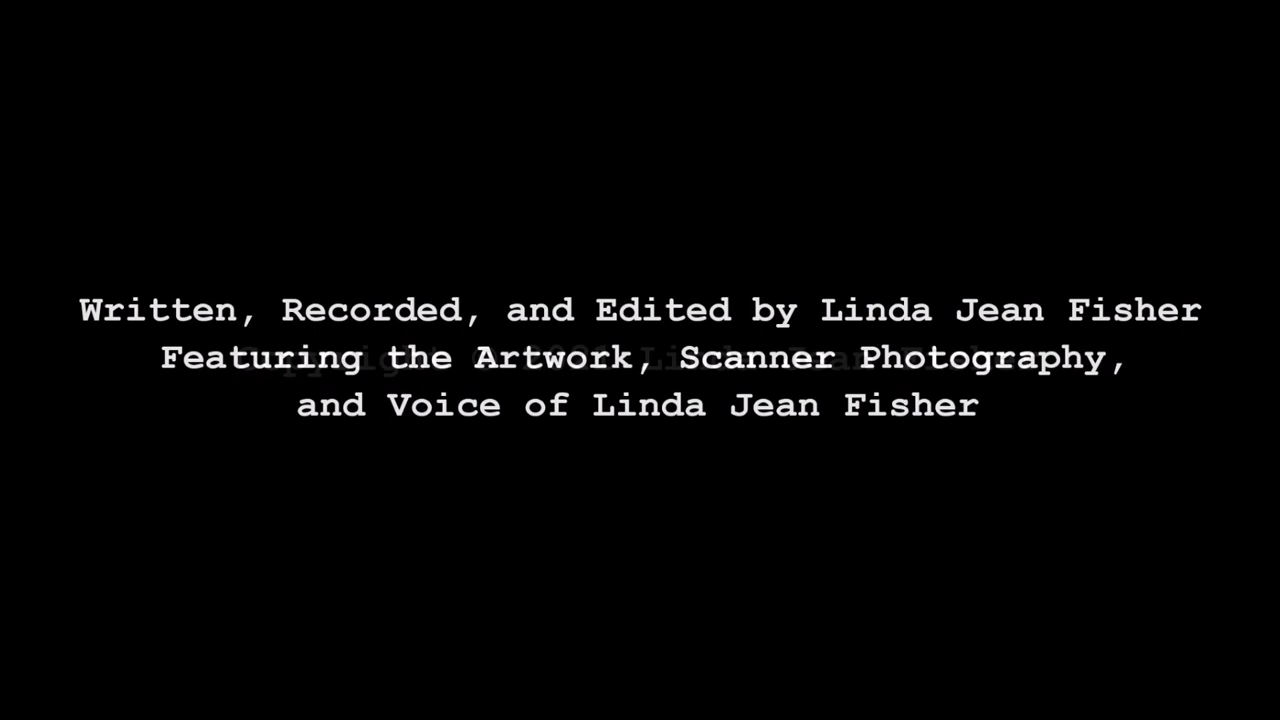 Written, Recorded, and Edited by Linda Jean Fisher
Featuring the Artwork, Scanner Photography,
and Voice of Linda Jean Fisher